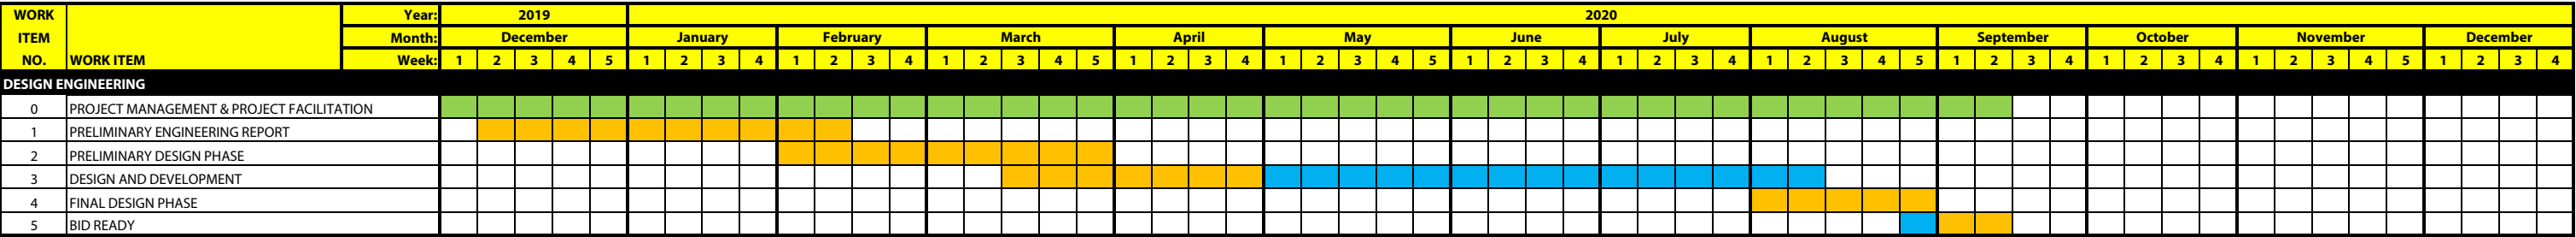 WORK Year: 2019 2020
ITEM Month: December January February March April May June July August September October November December
NO. WORK ITEM Week: 1 2 3 4 5 1 2 3 4 1 2 3 4 1 2 3 4 5 1 2 3 4 1 2 3 4 5 1 2 3 4 1 2 3 4 1 2 3 4 5 1 2 3 4 1 2 3 4 1 2 3 4 5 1 2 3 4
DESIGN ENGINEERING
0 PROJECT MANAGEMENT & PROJECT FACILITATION
1 PRELIMINARY ENGINEERING REPORT
2 PRELIMINARY DESIGN PHASE
3 DESIGN AND DEVELOPMENT
4 FINAL DESIGN PHASE
5 BID READY